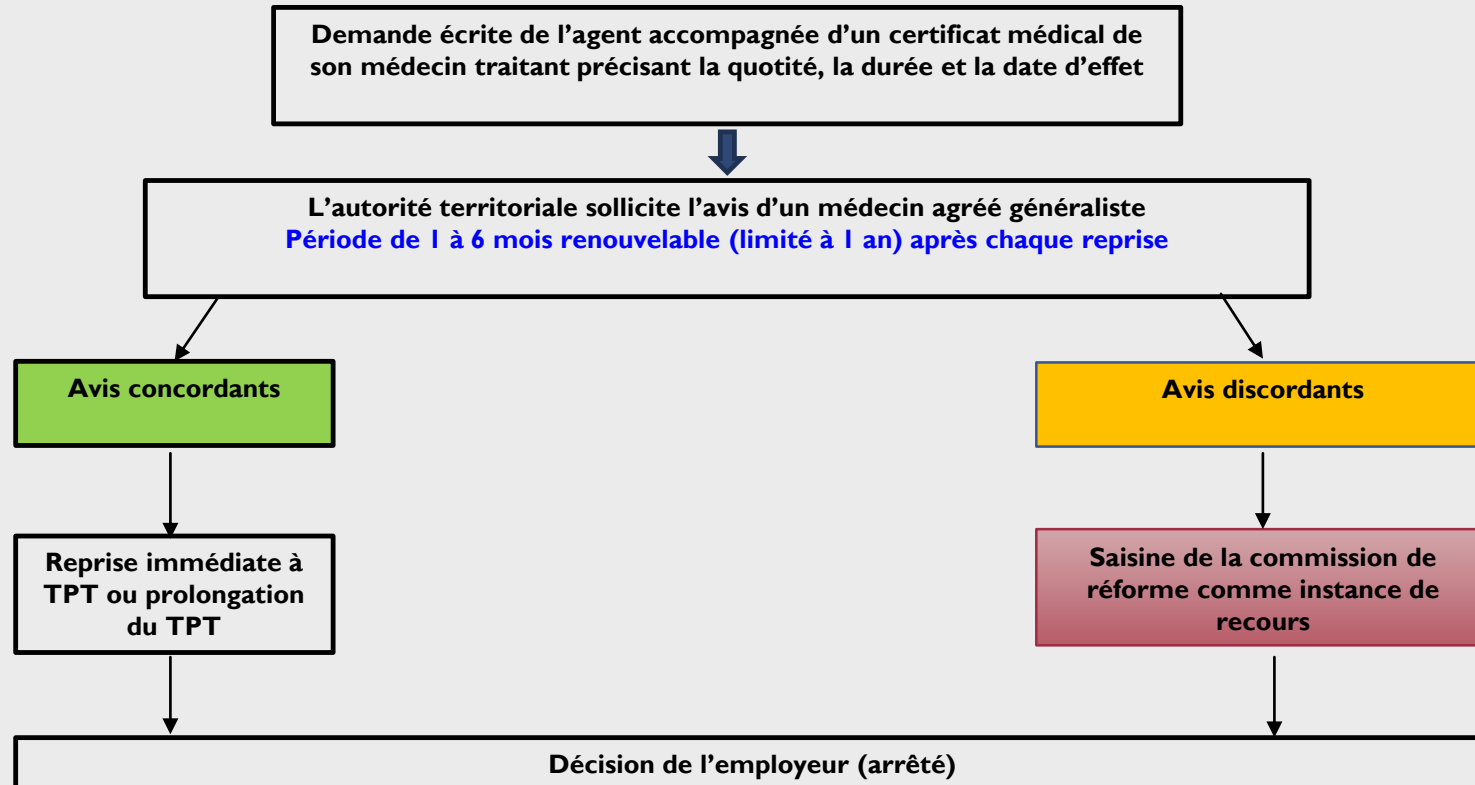 Demande écrite de l’agent accompagnée d’un certificat médical de
son médecin traitant précisant la quotité, la durée et la date d’effet
L’autorité territoriale sollicite l’avis d’un médecin agréé généraliste
Période de 1 à 6 mois renouvelable (limité à 1 an) après chaque reprise
Avis concordants
Avis discordants
Reprise immédiate à
TPT ou prolongation
du TPT
Saisine de la commission de
réforme comme instance de
recours
Décision de l’employeur (arrêté)